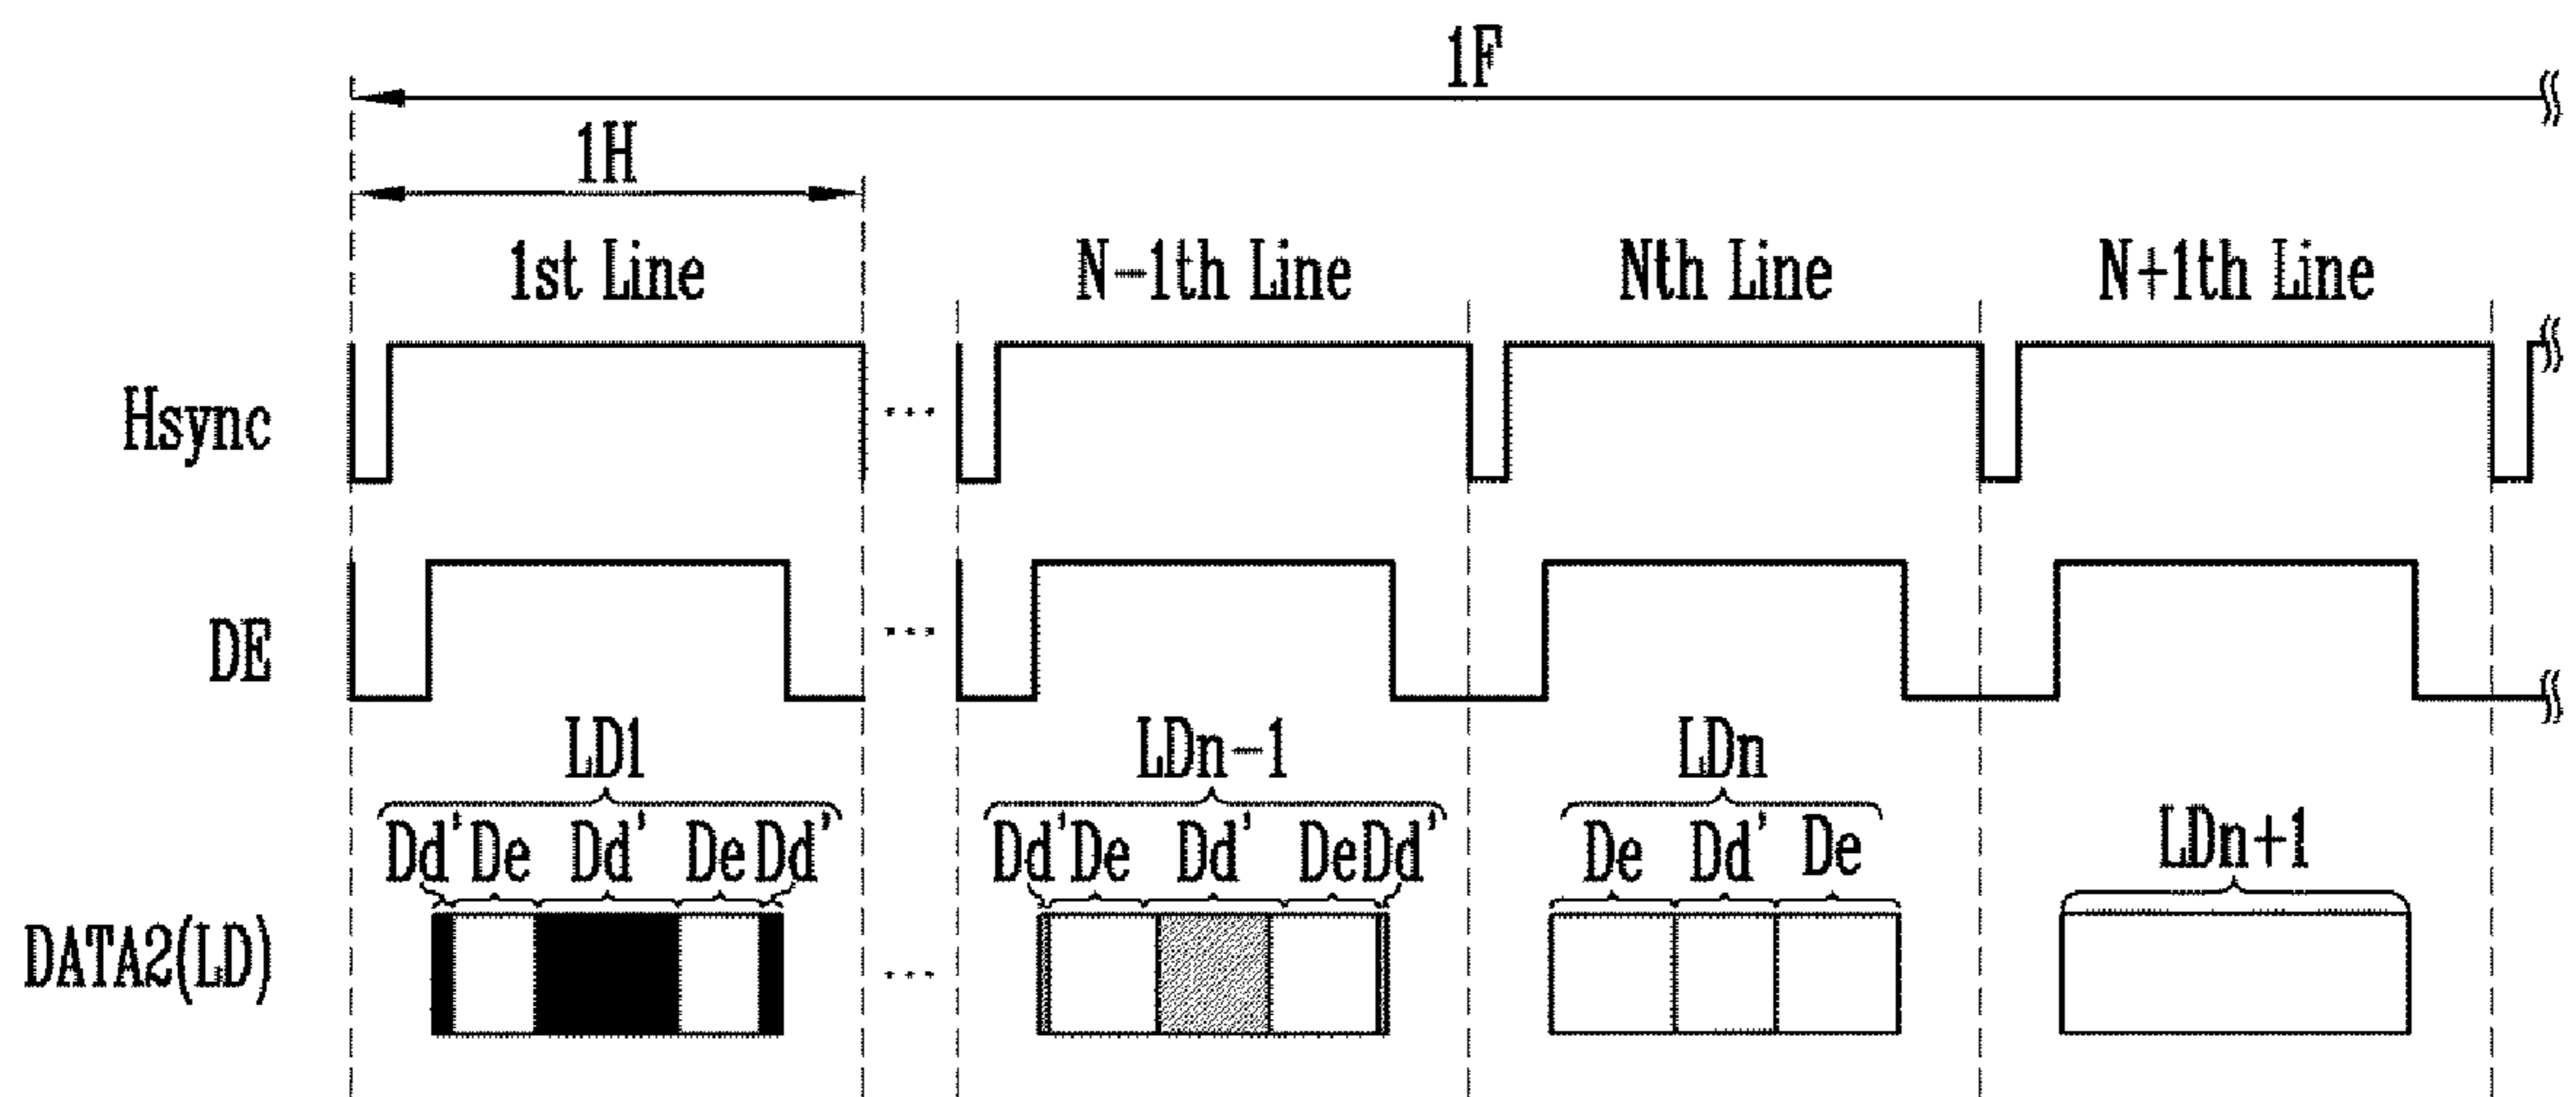 1F
1H
1st Line N-1th Line Nth Line N+1th Line
Hsync ... ...
DE ...
LD1 LDn-1 LDn
Dd' De Dd' De Dd' Dd' De Dd' De Dd' De Dd' De LDn+1
DATA2(LD) ...